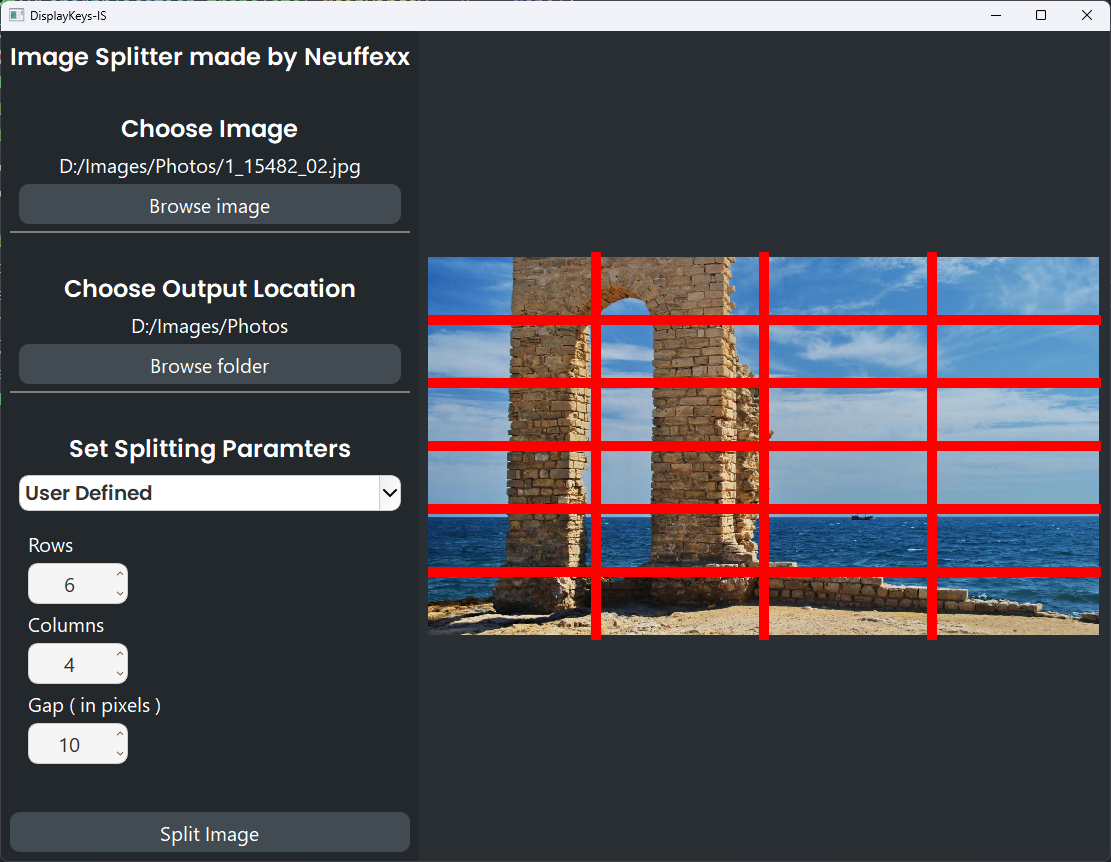 DisplayKeys-IS
Image Splitter made by Neuffexx
Choose Image
D:/Images/Photos/1_15482_02.jpg
Browse image
Choose Output Location
D:/Images/Photos
Browse folder
Set Splitting Paramters
User Defined
Rows
6
Columns
4
Gap ( in pixels )
10
Split Image